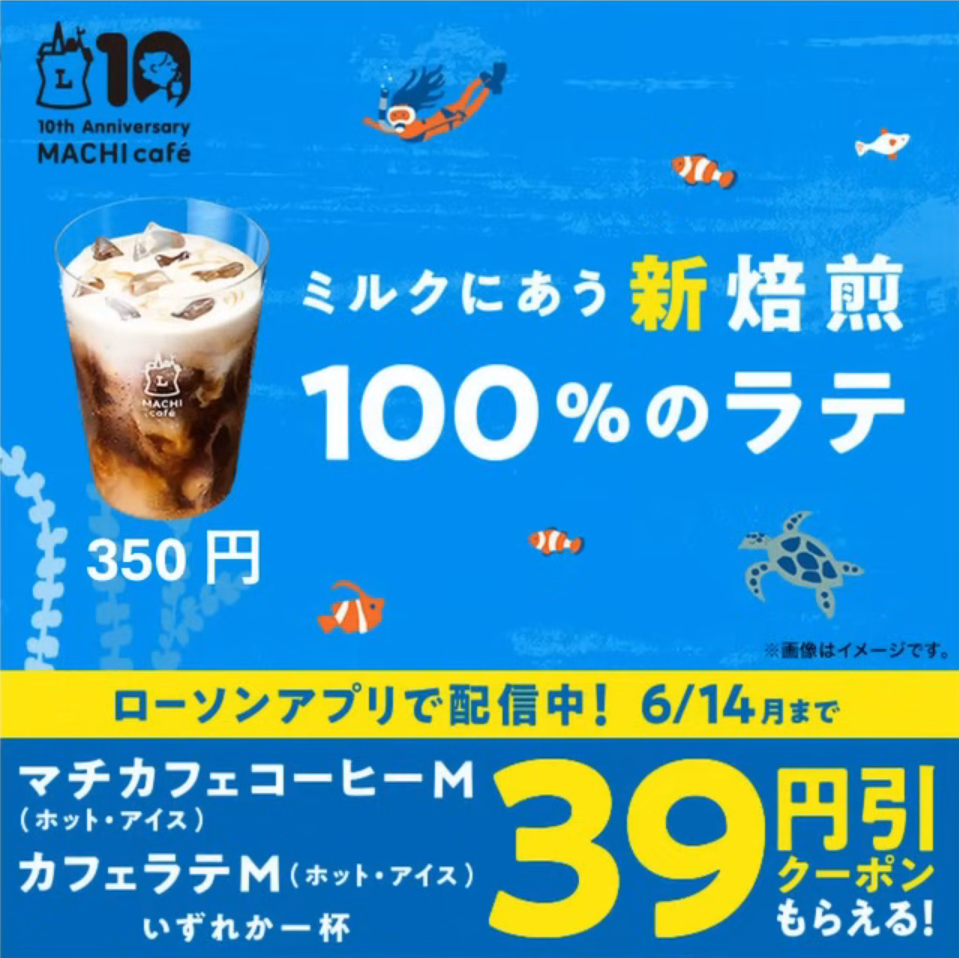 L10
10th Anniversary
MACHI café
ミルクにあう新焙煎
100%のラテ
L
MACHI
café
350 円
※画像はイメージです。
ローソンアプリで配信中! 6/14月まで
マチカフェコーヒーM
(ホット・アイス)
カフェラテM(ホット・アイス)
いずれか一杯
39円引
クーポン
もらえる!